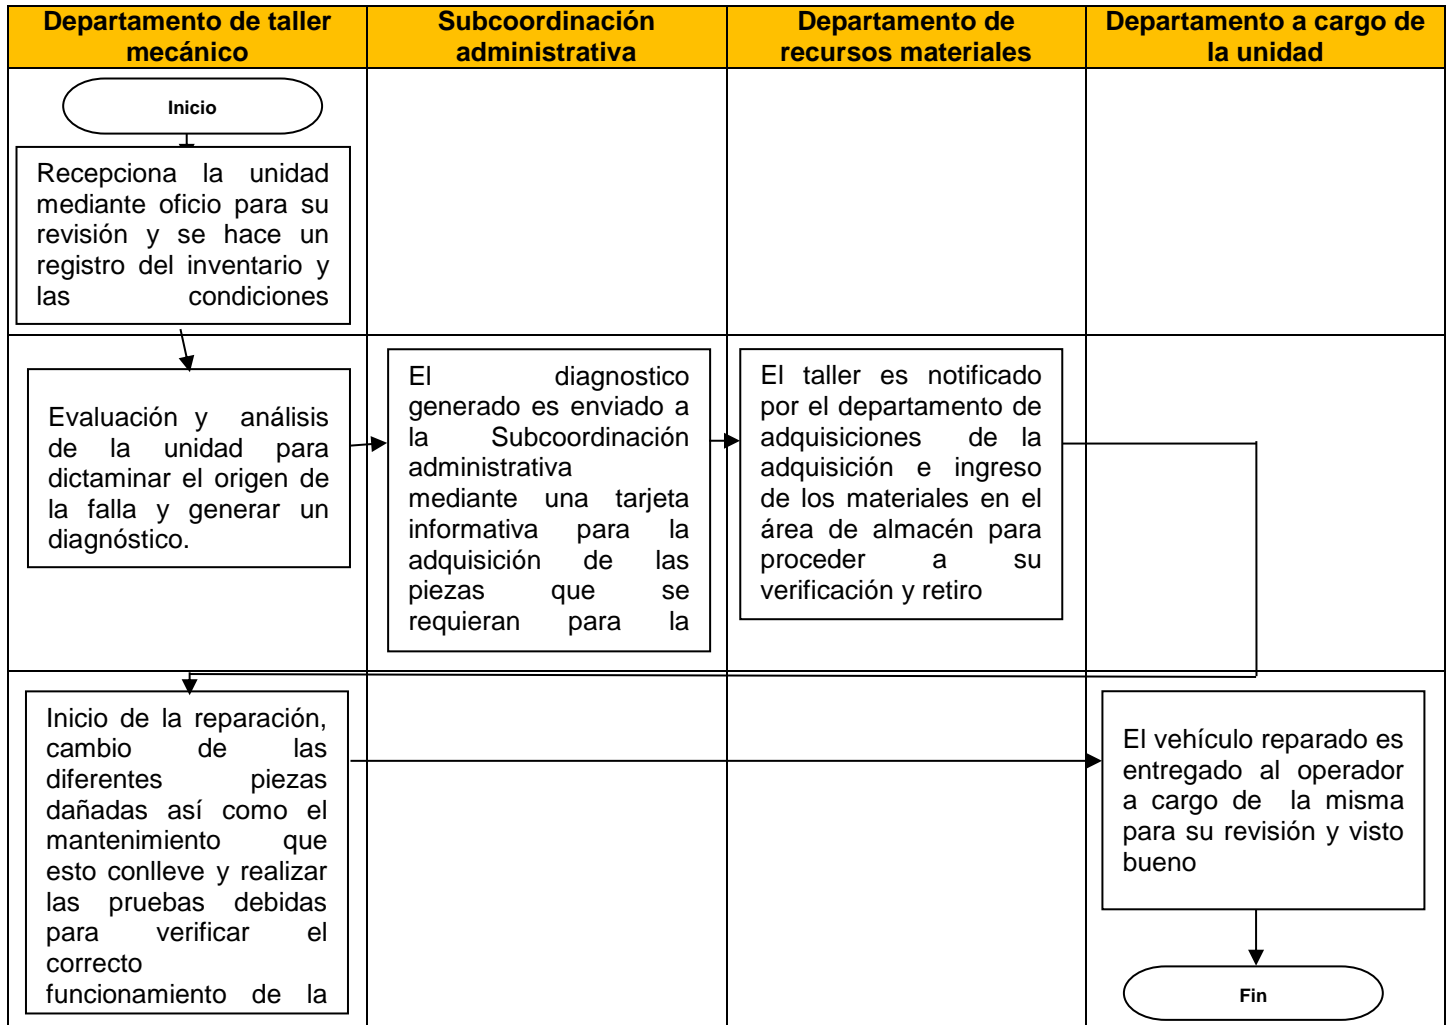 Departamento de taller
mecánico
Subcoordinación
administrativa
Departamento de
recursos materiales
Departamento a cargo de
la unidad
Inicio
Recepciona la unidad
mediante oficio para su
revisión y se hace un
registro del inventario y
las condiciones
Evaluación y análisis
de la unidad para
dictaminar el origen de
la falla y generar un
diagnóstico.
El diagnostico
generado es enviado a
la Subcoordinación
administrativa
mediante una tarjeta
informativa para la
adquisición de las
piezas que se
requieran para la
El taller es notificado
por el departamento de
adquisiciones de la
adquisición e ingreso
de los materiales en el
área de almacén para
proceder a su
verificación y retiro
Inicio de la reparación,
cambio de las
diferentes piezas
dañadas así como el
mantenimiento que
esto conlleve y realizar
las pruebas debidas
para verificar el
correcto
funcionamiento de la
El vehículo reparado es
entregado al operador
a cargo de la misma
para su revisión y visto
bueno
Fin